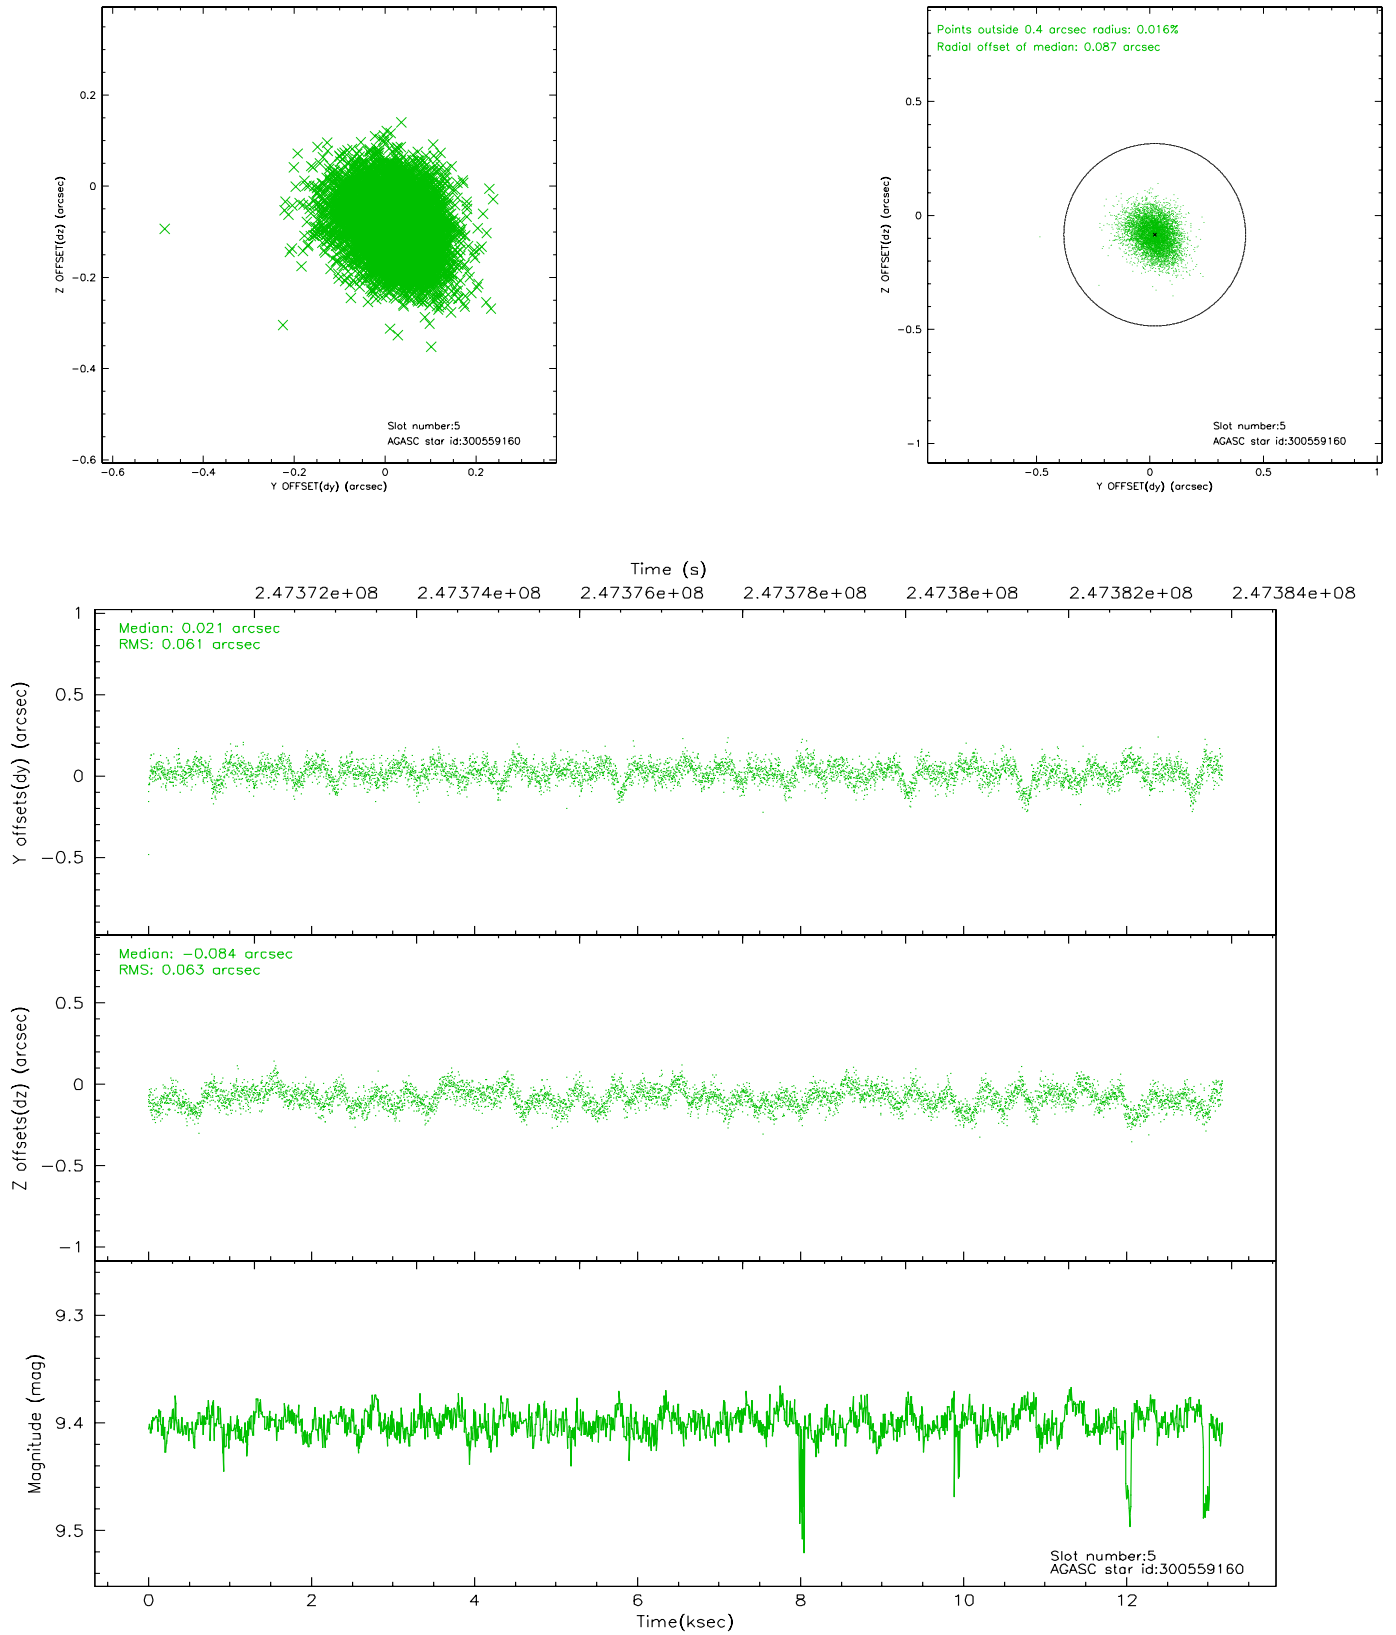 0.2
0
−0.2
−0.4
−0.6
Z OFFSET(dz) (arcsec)
−0.6 −0.4 −0.2 0 0.2
Y OFFSET(dy) (arcsec)
Slot number:5
AGASC star id:300559160
Points outside 0.4 arcsec radius: 0.016%
Radial offset of median: 0.087 arcsec
0.5
0
−0.5
−1
Z OFFSET(dz) (arcsec)
−0.5 0 0.5 1
Y OFFSET(dy) (arcsec)
Slot number:5
AGASC star id:300559160
Time (s)
2.47372e+08 2.47374e+08 2.47376e+08 2.47378e+08 2.4738e+08 2.47382e+08 2.47384e+08
Median: 0.021 arcsec
RMS: 0.061 arcsec
1
0.5
0
−0.5
Y offsets(dy) (arcsec)
Median: −0.084 arcsec
RMS: 0.063 arcsec
0.5
0
−0.5
−1
Z offsets(dz) (arcsec)
9.3
9.4
9.5
Magnitude (mag)
Slot number:5
AGASC star id:300559160
0 2 4 6 8 10 12
Time(ksec)